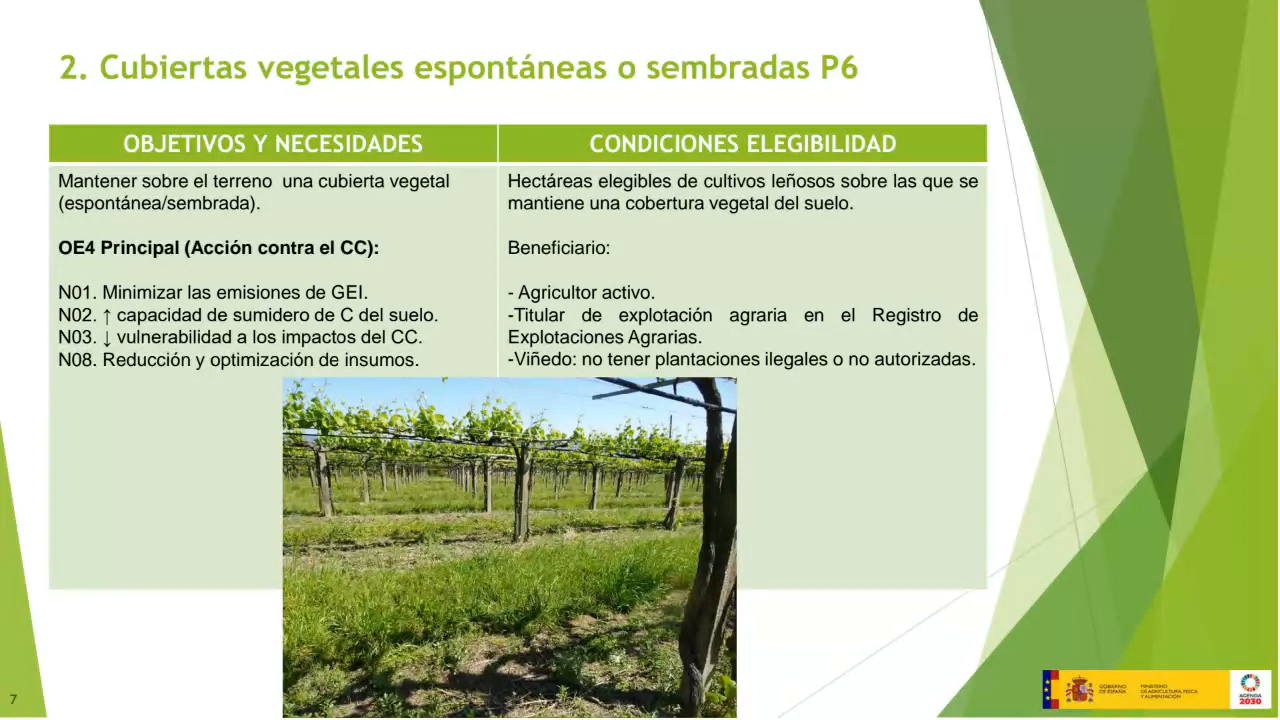 2. Cubiertas vegetales espontáneas o sembradas P6
OBJETIVOS Y NECESIDADES
Mantener sobre el terreno una cubierta vegetal
(espontánea/sembrada).
OE4 Principal (Acción contra el CC):
N01. Minimizar las emisiones de GEI.
N02. ↑ capacidad de sumidero de C del suelo.
N03. ↓ vulnerabilidad a los impactos del CC.
N08. Reducción y optimización de insumos.
CONDICIONES ELEGIBILIDAD
Hectáreas elegibles de cultivos leñosos sobre las que se
mantiene una cobertura vegetal del suelo.
Beneficiario:
- Agricultor activo.
-Titular de explotación agraria en el Registro de
Explotaciones Agrarias.
-Viñedo: no tener plantaciones ilegales o no autorizadas.
7
GOBIERNO
DE ESPAÑA
MINISTERIO
DE AGRICULTURA, PESCA
Y ALIMENTACIÓN
AGENDA
2030